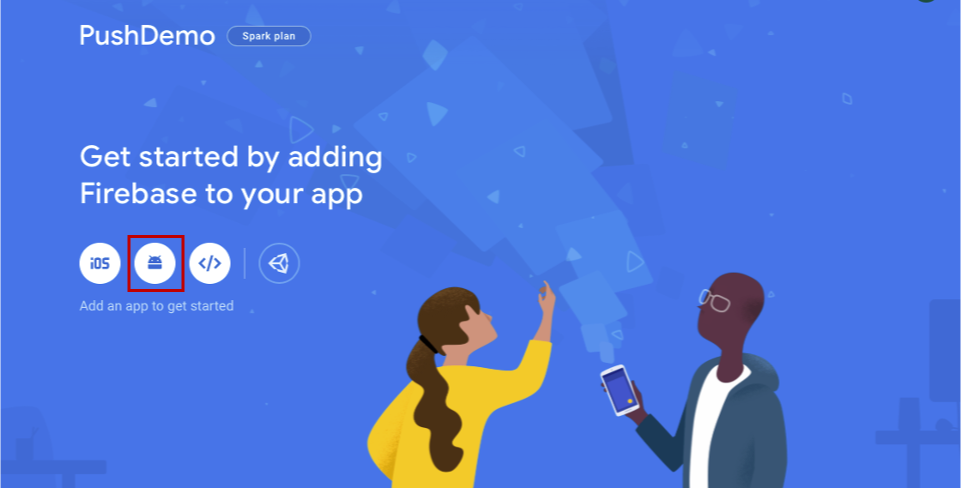 PushDemo
Spark plan
Get started by adding
Firebase to your app
iOS
</>
Add an app to get started